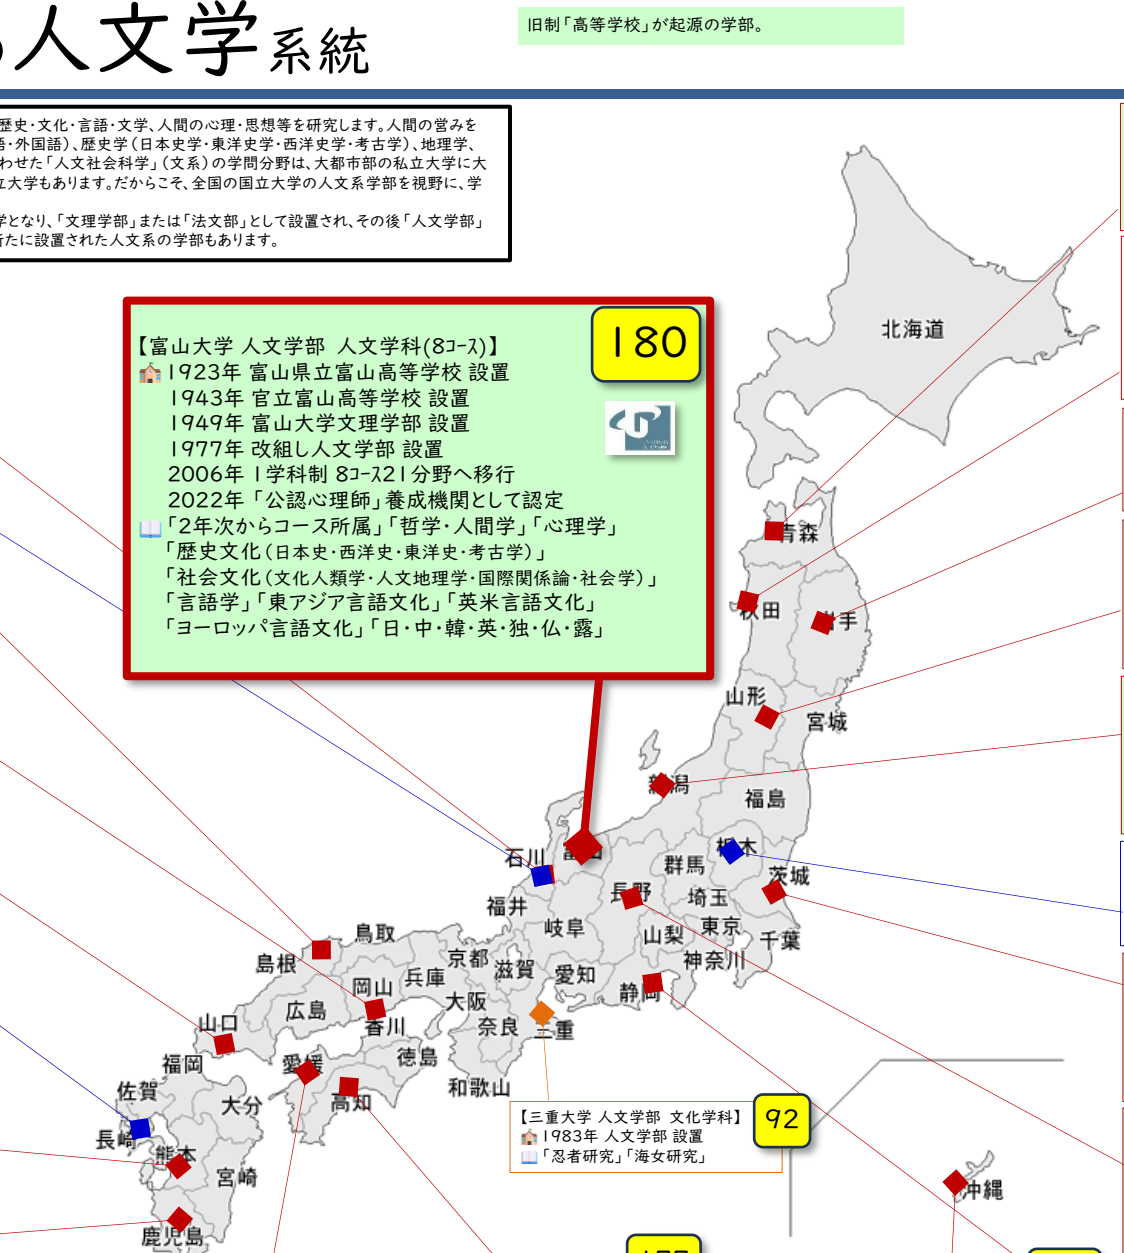 人文学系統
旧制「高等学校」が起源の学部。
歴史・文化・言語・文学、人間の心理・思想等を研究します。人間の営みを
・外国語)、歴史学(日本史学・東洋史学・西洋史学・考古学)、地理学、
わせた「人文社会科学」(文系)の学問分野は、大都市部の私立大学に大
立大学もあります。だからこそ、全国の国立大学の人文系学部を視野に、学
学となり、「文理学部」または「法文部」として設置され、その後「人文学部」
新たに設置された人文系の学部もあります。
180
【富山大学 人文学部 人文学科(8コース)】
1923年 富山県立富山高等学校 設置
1943年 官立富山高等学校 設置
1949年 富山大学文理学部 設置
1977年 改組し人文学部 設置
2006年 1学科制 8コース21分野へ移行
2022年 「公認心理師」養成機関として認定
「2年次からコース所属」「哲学・人間学」「心理学」
「歴史文化(日本史・西洋史・東洋史・考古学)」
「社会文化(文化人類学・人文地理学・国際関係論・社会学)」
「言語学」「東アジア言語文化」「英米言語文化」
「ヨーロッパ言語文化」「日・中・韓・英・独・仏・露」
北海道
青森
秋田
岩手
山形
宮城
新潟
福島
石川
富山
栃木
群馬
茨城
長野
埼玉
福井
岐阜
山梨
東京
千葉
神奈川
鳥取
島根
京都
滋賀
愛知
静岡
岡山
兵庫
大阪
広島
香川
奈良
三重
山口
福岡
愛媛
徳島
和歌山
佐賀
大分
高知
長崎
熊本
宮崎
鹿児島
沖縄
【三重大学 人文学部 文化学科】
92
1983年 人文学部 設置
「忍者研究」「海女研究」